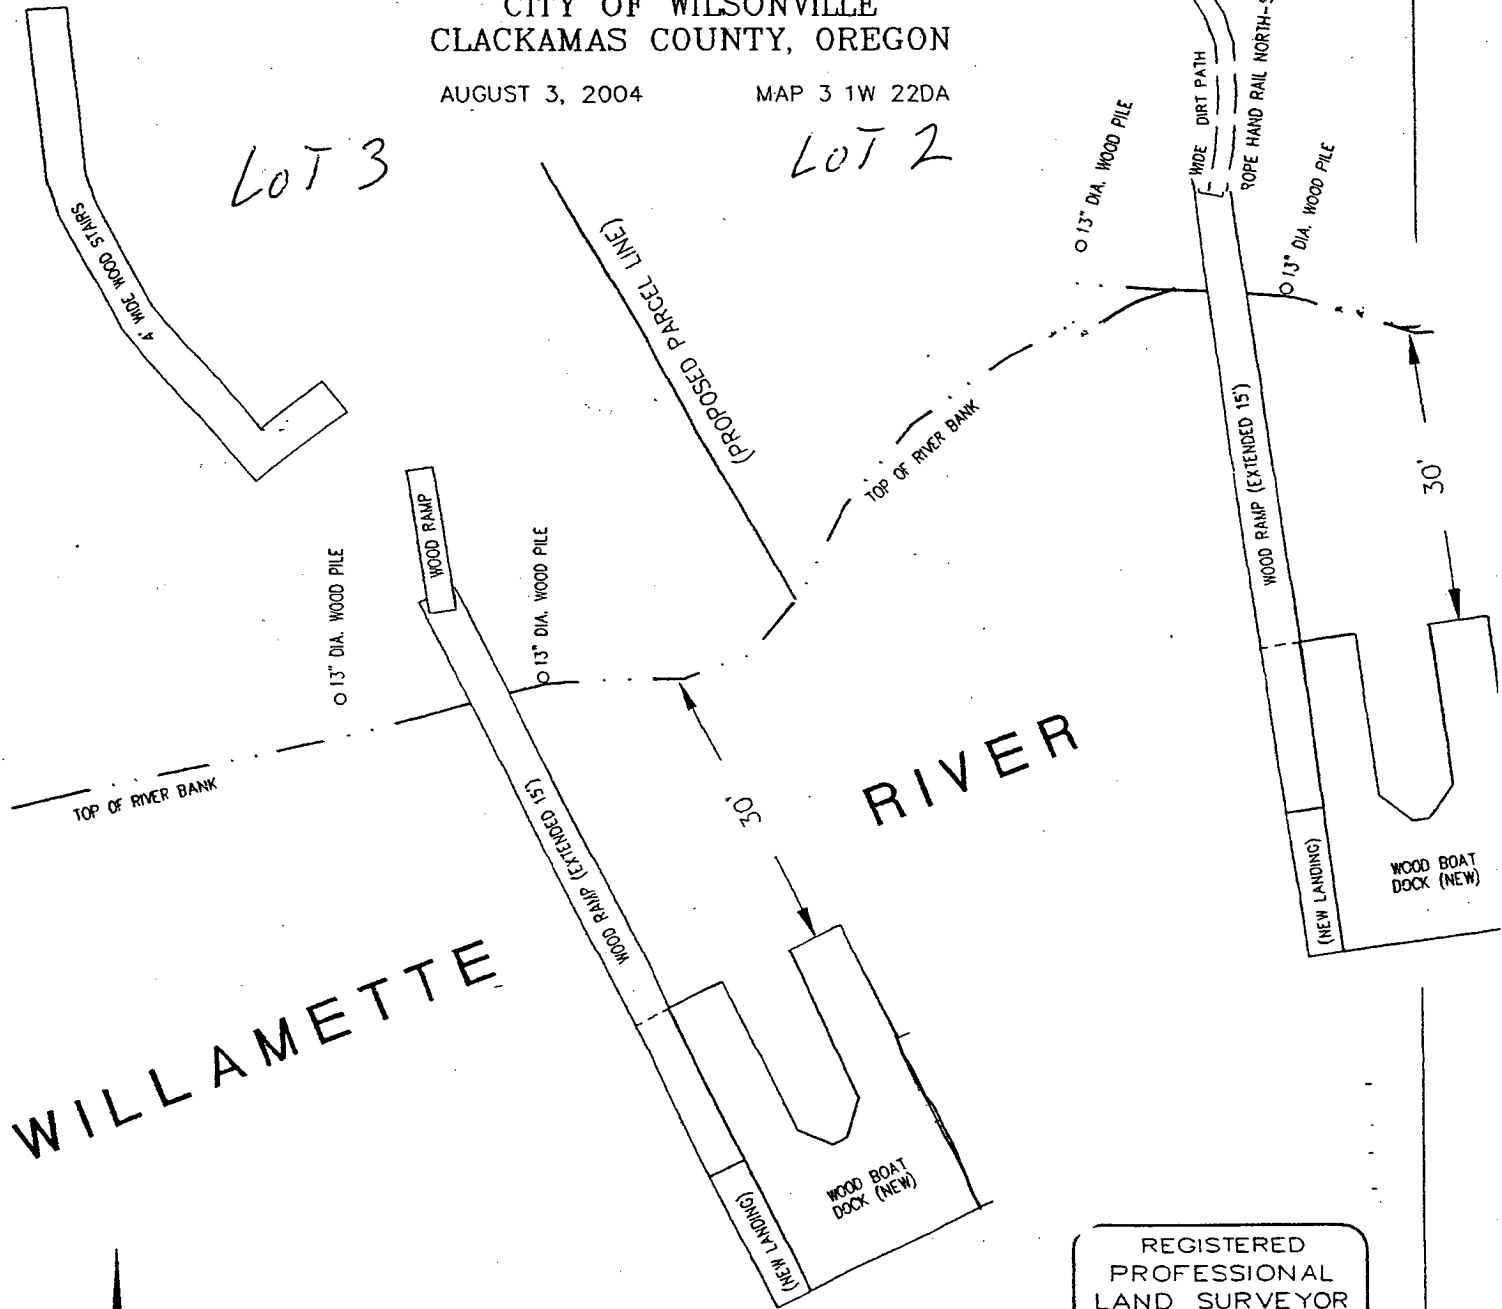 CITY OF WILSONVILLE
CLACKAMAS COUNTY, OREGON
AUGUST 3, 2004 MAP 3 1W 22DA
LOT 3
LOT 2
4' WIDE WOOD STAIRS
(PROPOSED PARCEL LINE)
13" DIA. WOOD PILE
WIDE DIRT PATH
ROPE HAND RAIL NORTH-
13" DIA. WOOD PILE
TOP OF RIVER BANK
WOOD RAMP (EXTENDED 15')
30'
WOOD RAMP
13" DIA. WOOD PILE
13" DIA. WOOD PILE
TOP OF RIVER BANK
WOOD RAMP (EXTENDED 15')
30'
WILLAMETTE RIVER
(NEW LANDING)
WOOD BOAT
DOCK (NEW)
(NEW LANDING)
WOOD BOAT
DOCK (NEW)
REGISTERED
PROFESSIONAL
LAND SURVEYOR